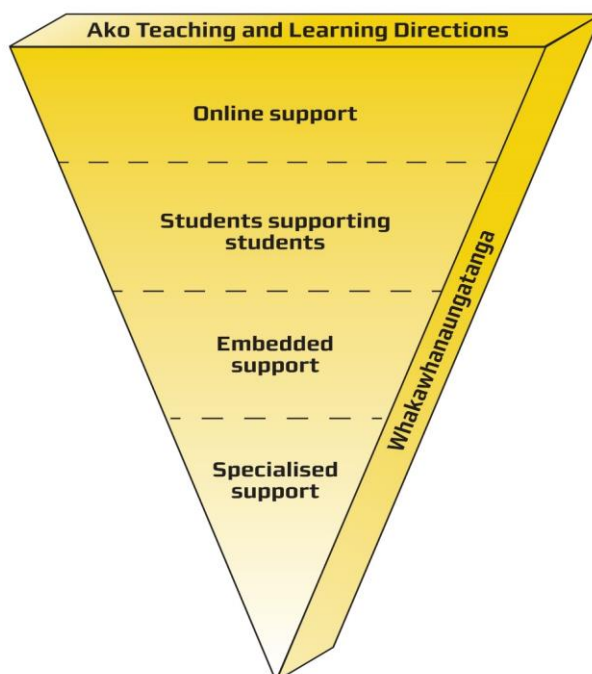 Ako Teaching and Learning Directions
Online support
Students supporting
students
Embedded
support
Specialised
support
Whakawhanaungatanga